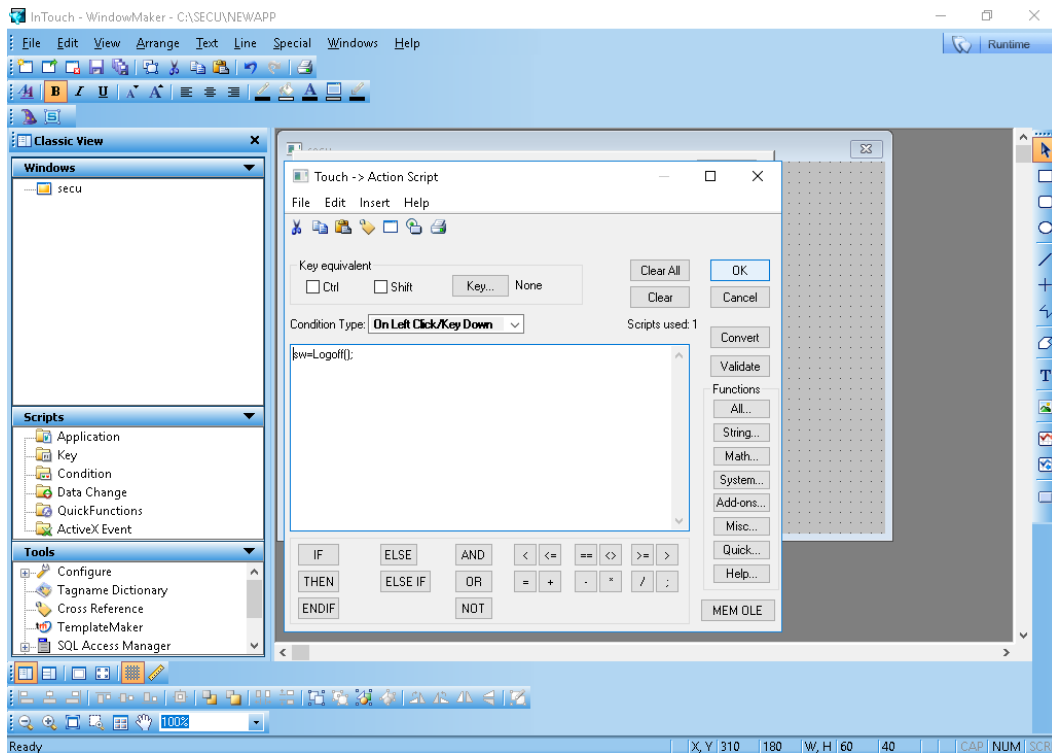 InTouch - WindowMaker - C:\SECU\NEWAPP
File Edit View Arrange Text Line Special Windows Help
Runtime
B I U A A A
Classic View
Windows
secu
Scripts
Application
Key
Condition
Data Change
QuickFunctions
ActiveX Event
Tools
Configure
Tagname Dictionary
Cross Reference
TemplateMaker
SQL Access Manager
Touch -> Action Script
File Edit Insert Help
Key equivalent
Ctrl Shift Key... None
Clear All OK
Clear Cancel
Condition Type: On Left Click/Key Down Scripts used: 1
Convert
Validate
sw=Logoff();
Functions
All...
String...
Math...
System...
Add-ons...
Misc...
Quick...
Help...
IF ELSE AND < <= == <> >= >
THEN ELSE IF OR = + - * / ;
ENDIF NOT
MEM OLE
T
100%
Ready X, Y 310 180 W, H 60 40 CAP NUM SCR